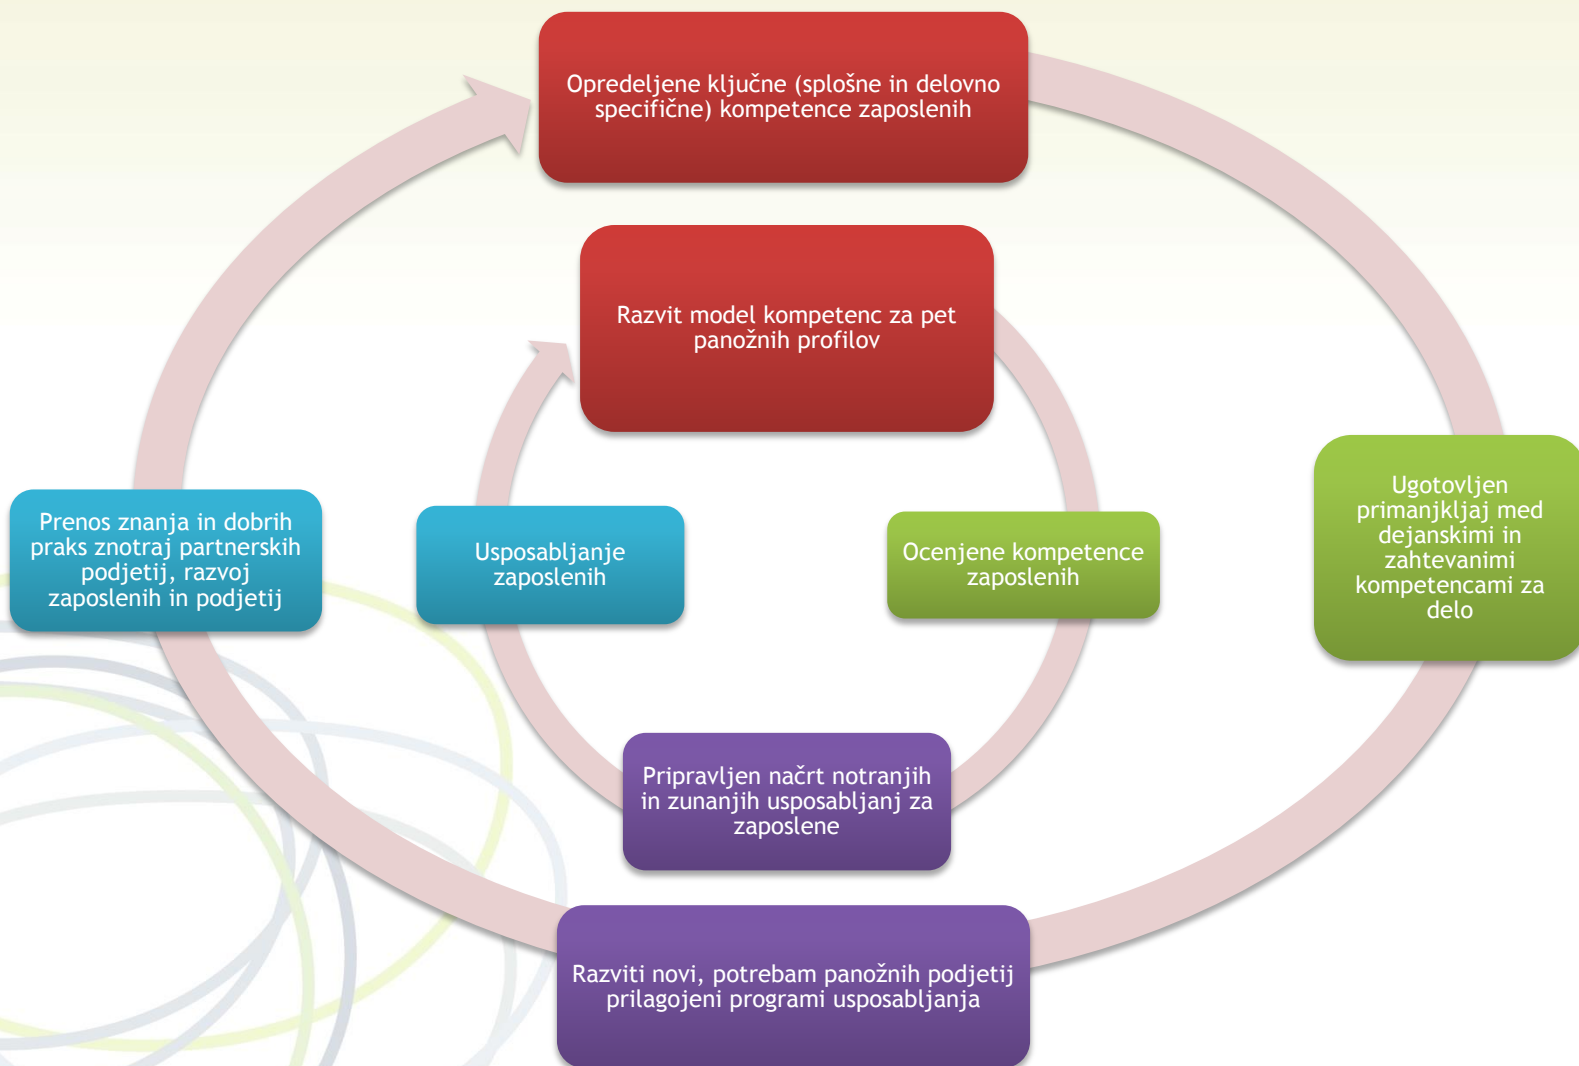 Opredeljene ključne (splošne in delovno
specifične) kompetence zaposlenih
Razvit model kompetenc za pet
panožnih profilov
Prenos znanja in dobrih
praks znotraj partnerskih
podjetij, razvoj
zaposlenih in podjetij
Usposabljanje
zaposlenih
Ocenjene kompetence
zaposlenih
Ugotovljen
primanjkljaj med
dejanskimi in
zahtevanimi
kompetencami za
delo
Pripravljen načrt notranjih
in zunanjih usposabljanj za
zaposlene
Razviti novi, potrebam panožnih podjetij
prilagojeni programi usposabljanja